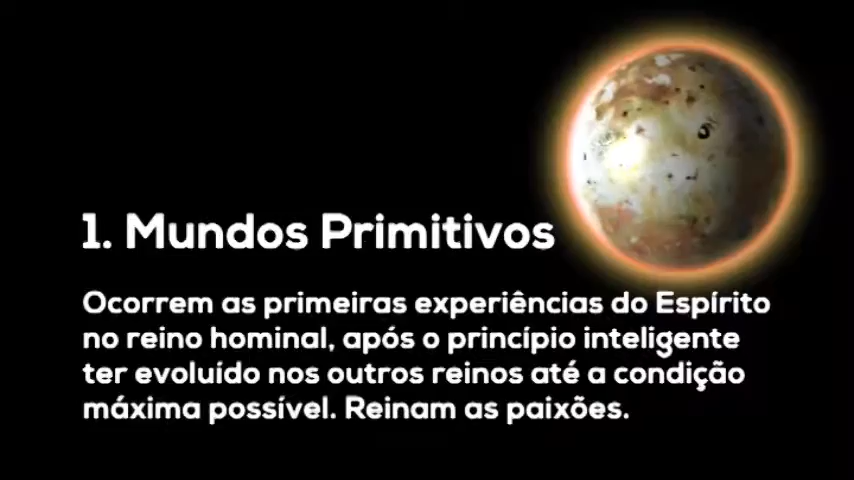 1. Mundos Primitivos
Ocorrem as primeiras experiências do Espírito
no reino hominal, após o princípio inteligente
ter evoluído nos outros reinos até a condição
máxima possível. Reinam as paixões.